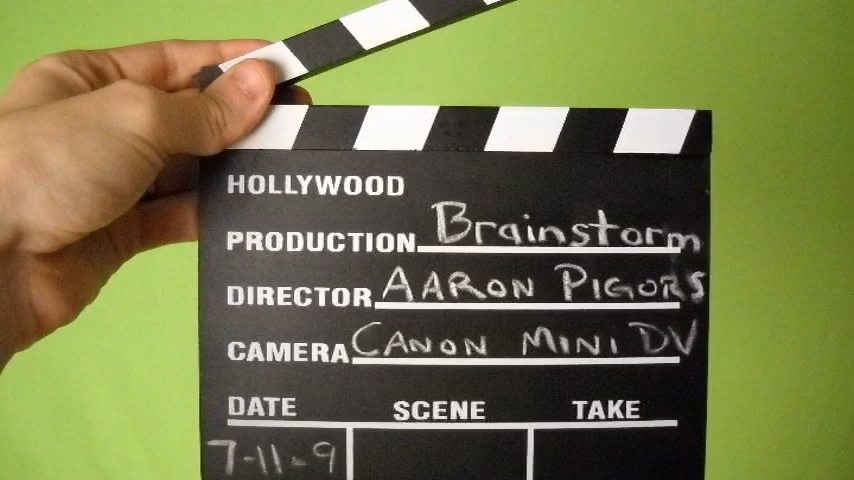 HOLLYWOOD
PRODUCTION Brainstorm
DIRECTOR AARON PIGORS
CAMERA CANON MINI DV
DATE SCENE TAKE
7-11-9